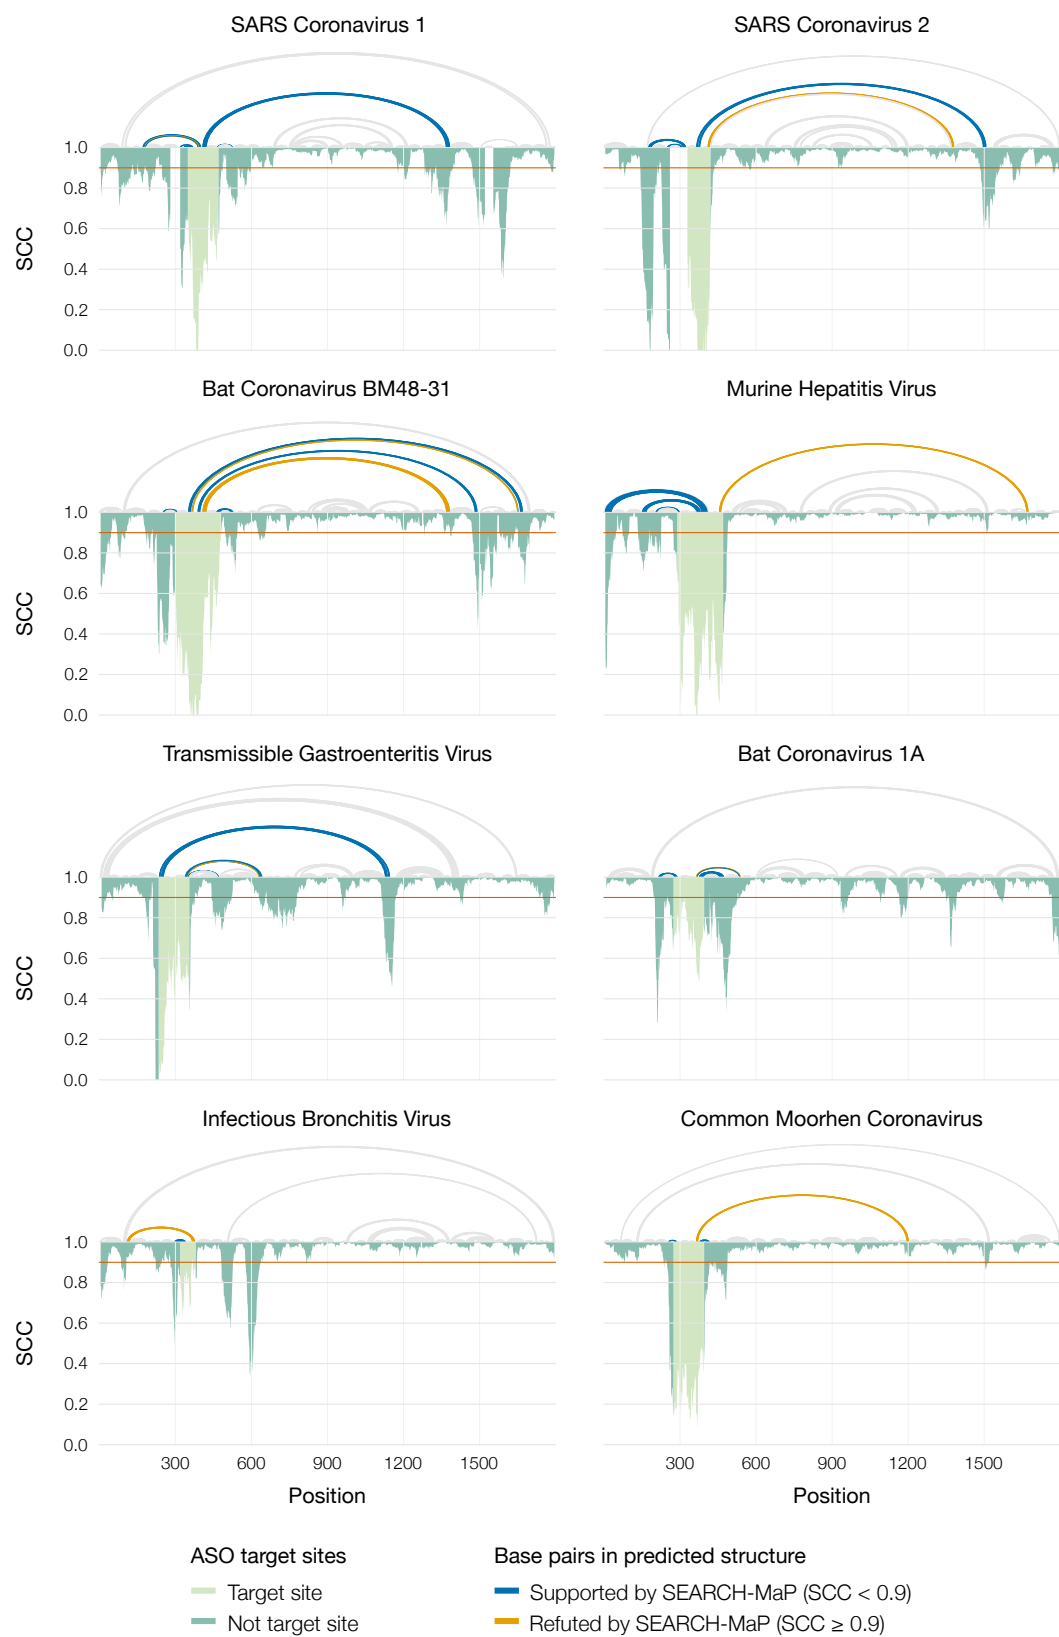 SARS Coronavirus 1
SARS Coronavirus 2
SCC
1.0
0.8
0.6
0.4
0.2
0.0
Bat Coronavirus BM48-31
Murine Hepatitis Virus
SCC
1.0
0.8
0.6
0.4
0.2
0.0
Transmissible Gastroenteritis Virus
Bat Coronavirus 1A
SCC
1.0
0.8
0.6
0.4
0.2
0.0
Infectious Bronchitis Virus
Common Moorhen Coronavirus
SCC
1.0
0.8
0.6
0.4
0.2
0.0
300 600 900 1200 1500
300 600 900 1200 1500
Position
Position
ASO target sites
Target site
Not target site
Base pairs in predicted structure
Supported by SEARCH-MaP (SCC < 0.9)
Refuted by SEARCH-MaP (SCC ≥ 0.9)